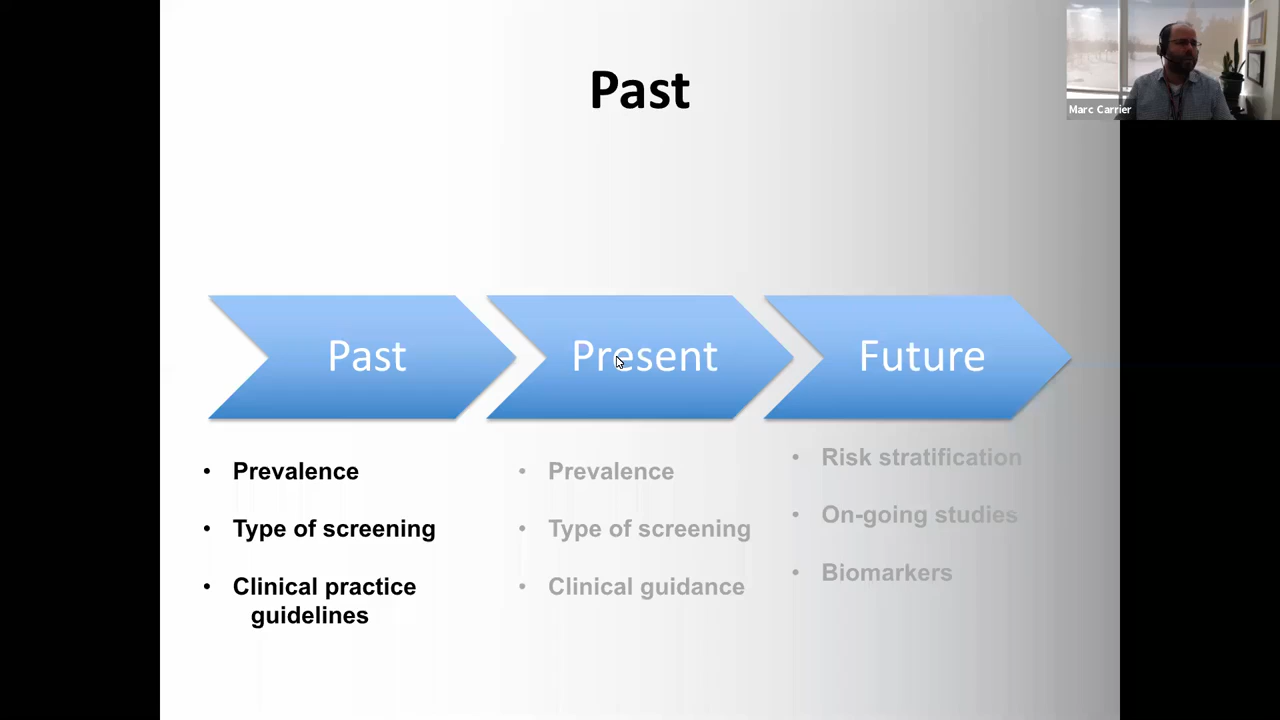 Past
Marc Carrier
Past
Present
Future
• Prevalence
• Type of screening
• Clinical practice
guidelines
• Prevalence
• Type of screening
• Clinical guidance
• Risk stratification
• On-going studies
• Biomarkers